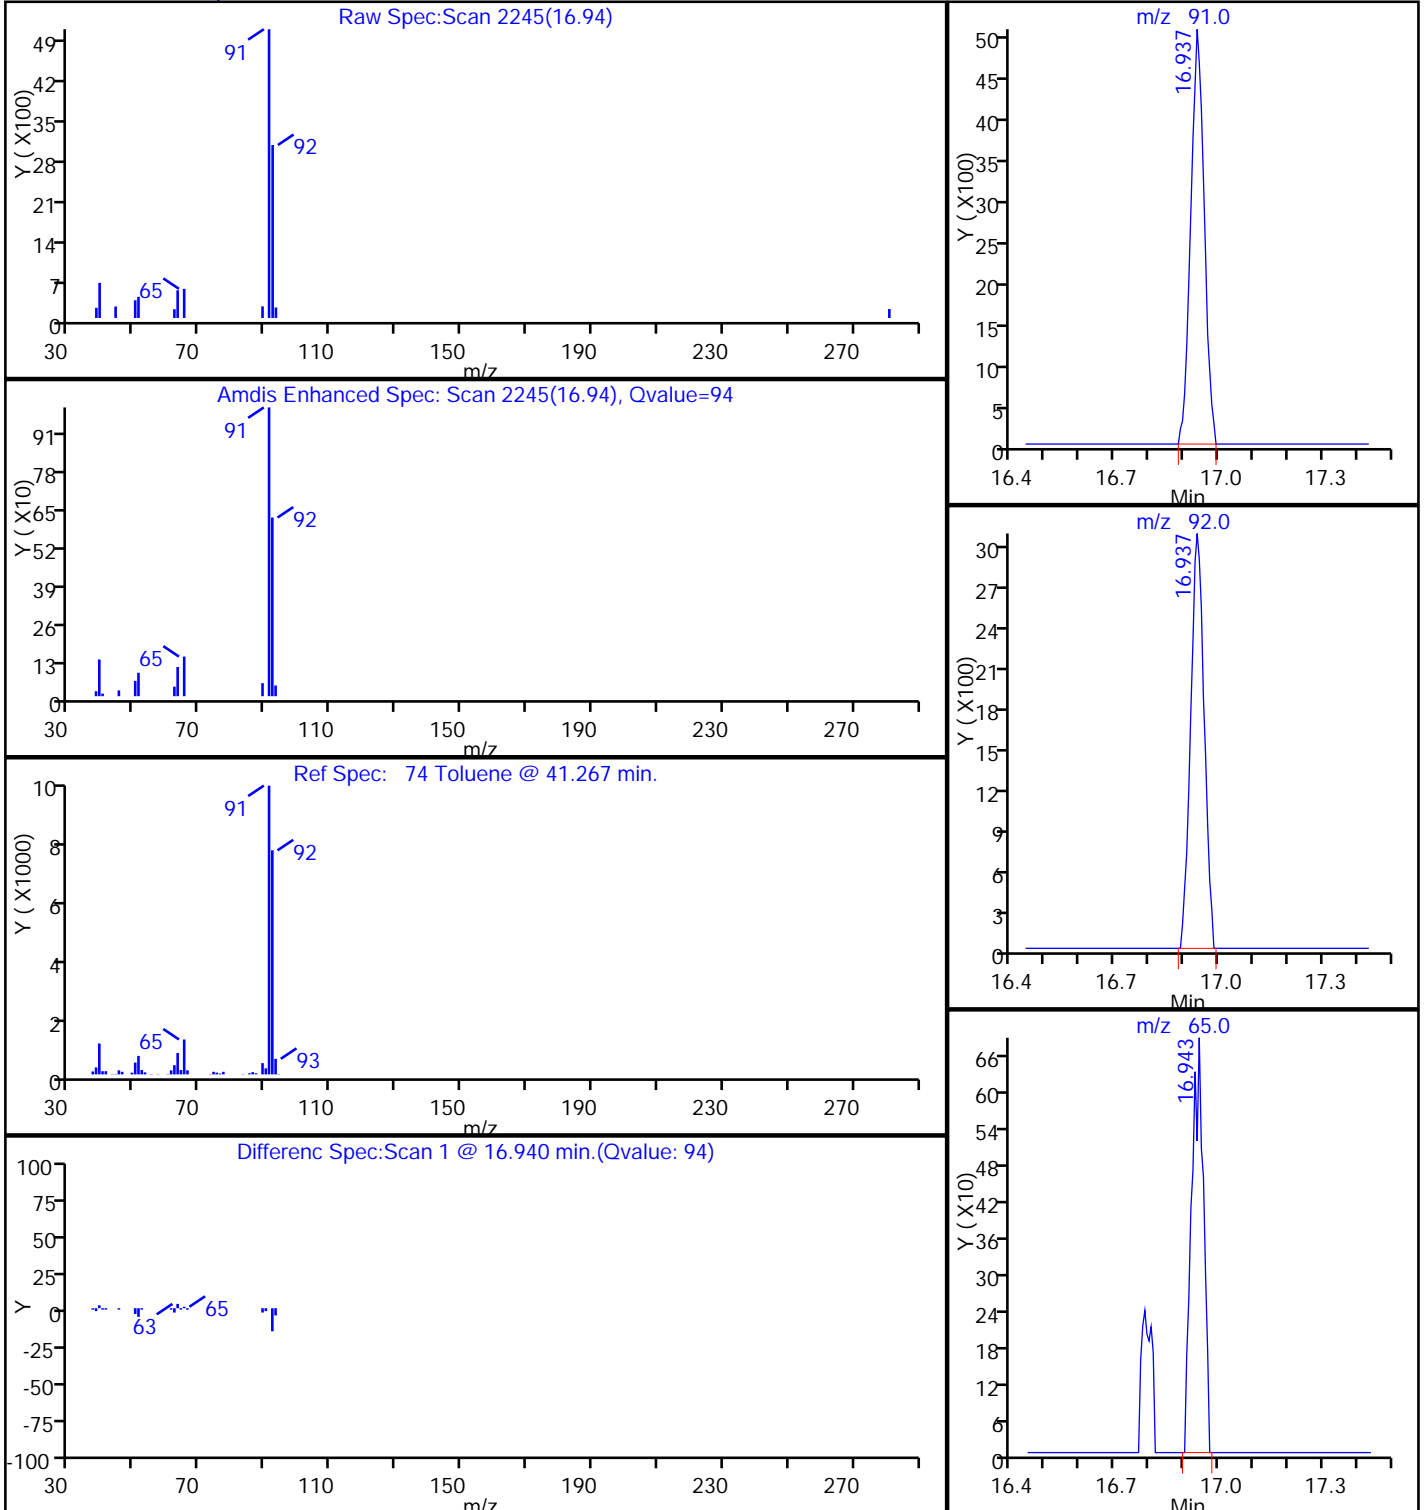 Raw Spec:Scan 2245(16.94)
Y ( X100)
49
42
35
28
21
14
7
0
91
92
65
30 70 110 150 190 230 270
m/z
Amdis Enhanced Spec: Scan 2245(16.94), Qvalue=94
Y ( X10)
91
78
65
52
39
26
13
0
91
92
65
30 70 110 150 190 230 270
m/z
Ref Spec: 74 Toluene @ 41.267 min.
Y ( X1000)
10
8
6
4
2
0
91
92
65
93
30 70 110 150 190 230 270
m/z
Differenc Spec:Scan 1 @ 16.940 min.(Qvalue: 94)
Y
100
75
50
25
0
-25
-50
-75
-100
63
65
30 70 110 150 190 230 270
m/z
m/z 91.0
Y ( X100)
50
45
40
35
30
25
20
15
10
5
0
16.937
16.4 16.7 17.0 17.3
Min
m/z 92.0
Y ( X100)
30
27
24
21
18
15
12
9
6
3
0
16.937
16.4 16.7 17.0 17.3
Min
m/z 65.0
Y ( X10)
66
60
54
48
42
36
30
24
18
12
6
0
16.943
16.4 16.7 17.0 17.3
Min